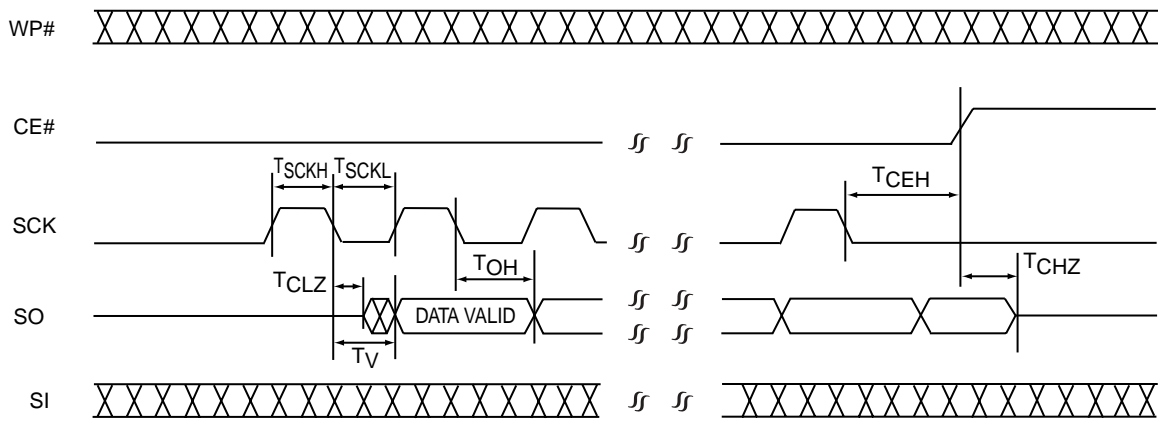 WP#
CE#
TSCKH TSCKL
TCEH
SCK
TOH
TCLZ
TCHZ
SO
DATA VALID
TV
SI